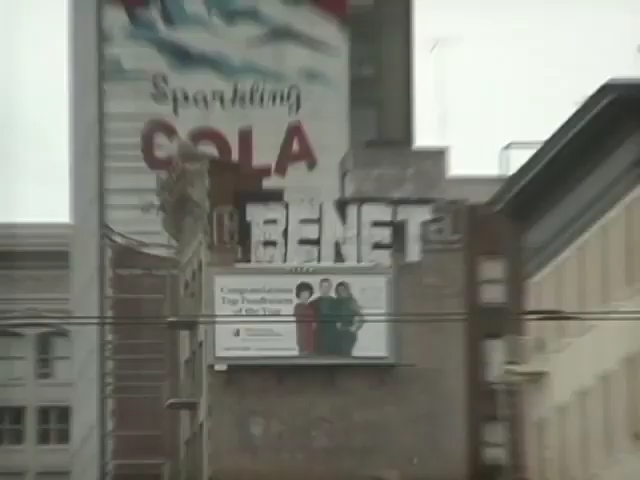 Sparkling
COLA
BENET
Congratulations
Top Fundraisers
of the Year